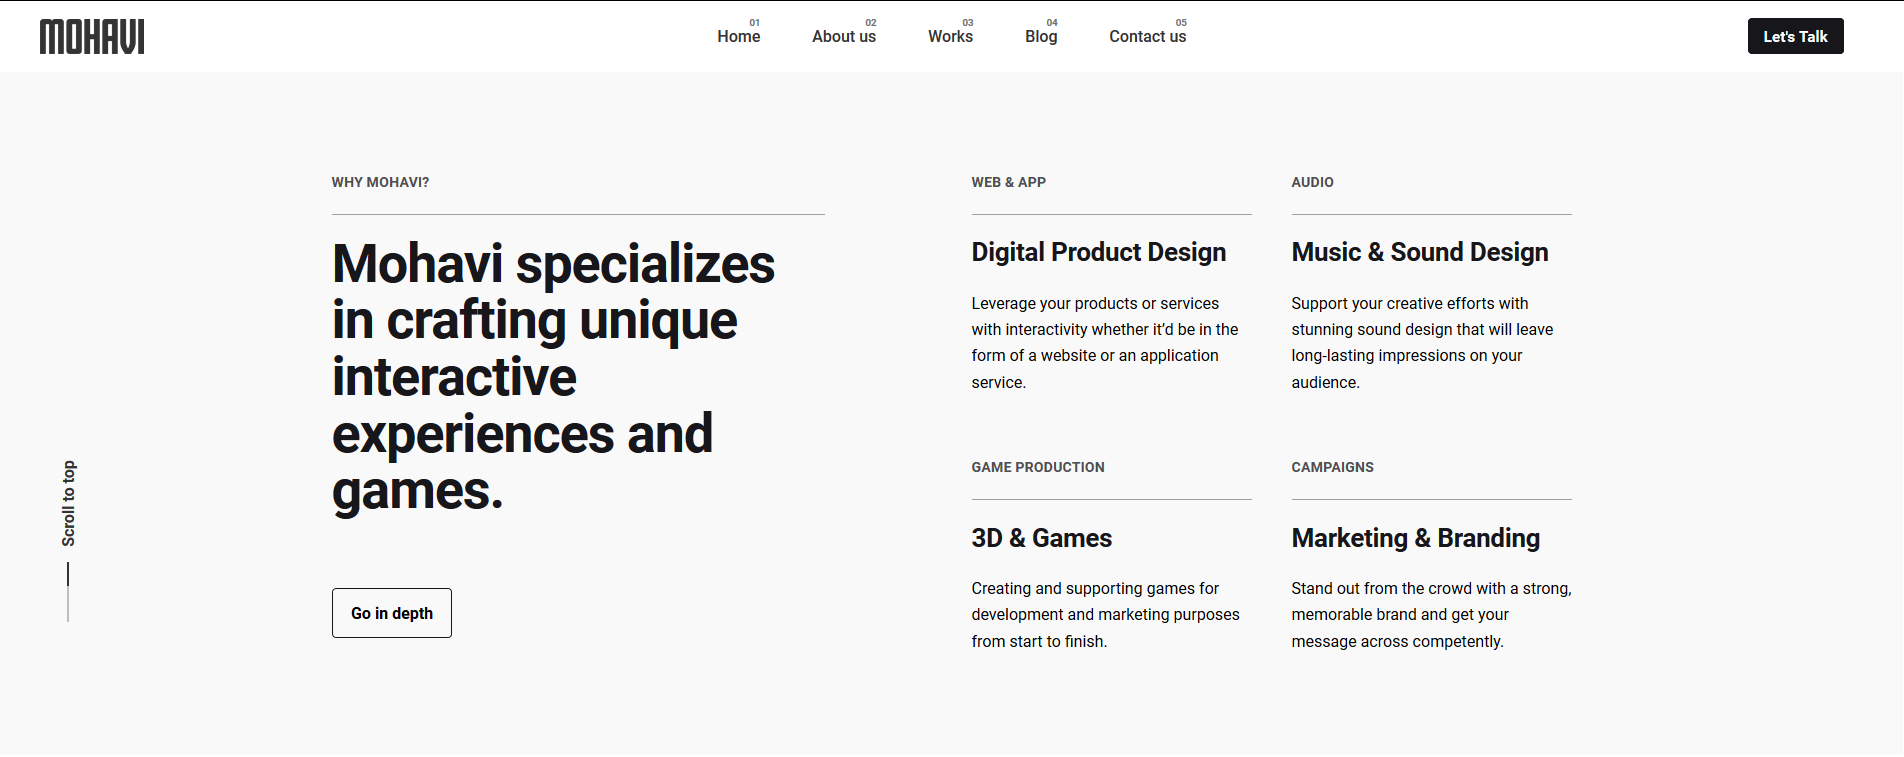 MOHAVI
01
Home
02
About us
03
Works
04
Blog
05
Contact us
Let's Talk
WHY MOHAVI?
Mohavi specializes
in crafting unique
interactive
experiences and
games.
Go in depth
WEB & APP
Digital Product Design
Leverage your products or services
with interactivity whether it’d be in the
form of a website or an application
service.
AUDIO
Music & Sound Design
Support your creative efforts with
stunning sound design that will leave
long-lasting impressions on your
audience.
GAME PRODUCTION
3D & Games
Creating and supporting games for
development and marketing purposes
from start to finish.
CAMPAIGNS
Marketing & Branding
Stand out from the crowd with a strong,
memorable brand and get your
message across competently.
Scroll to top